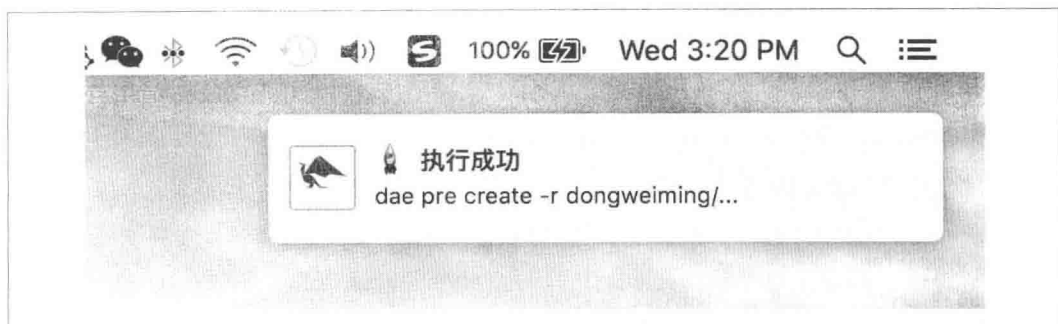 100% Wed 3:20 PM
执行成功
dae pre create -r dongweiming/...